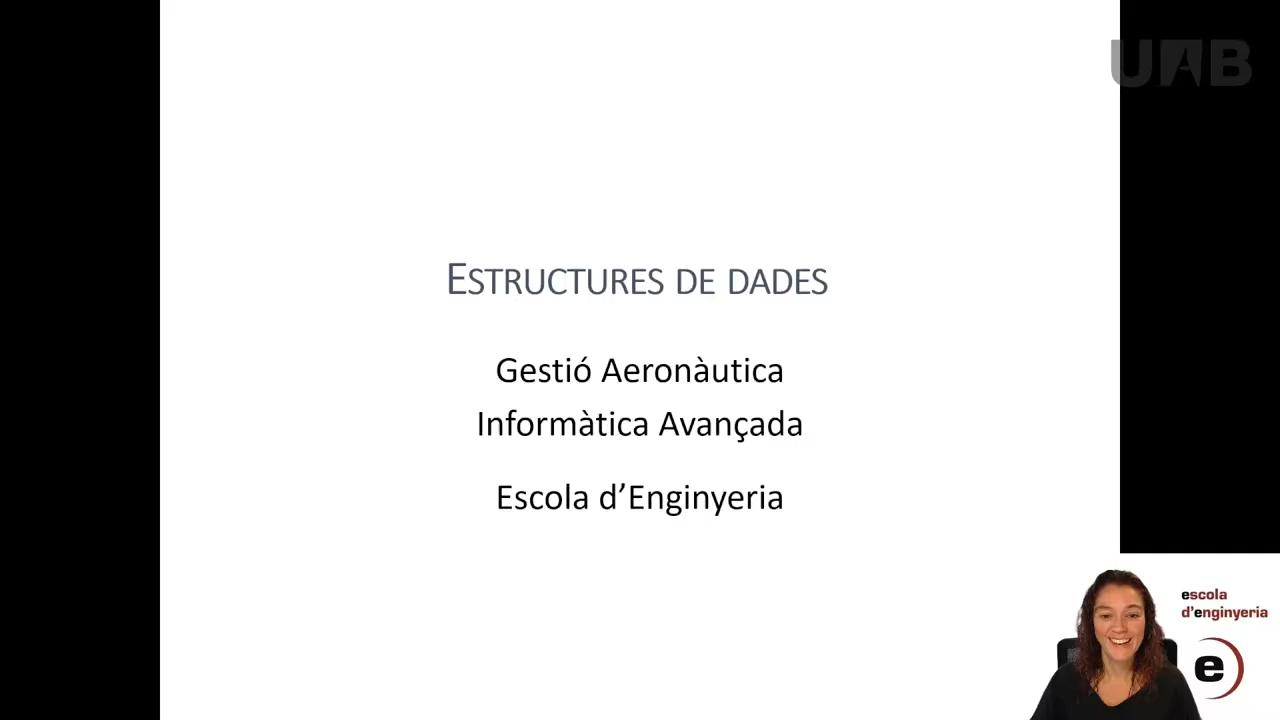 UAB
ESTRUCTURES DE DADES
Gestió Aeronàutica
Informàtica Avançada
Escola d’Enginyeria
escola
d'enginyeria
e